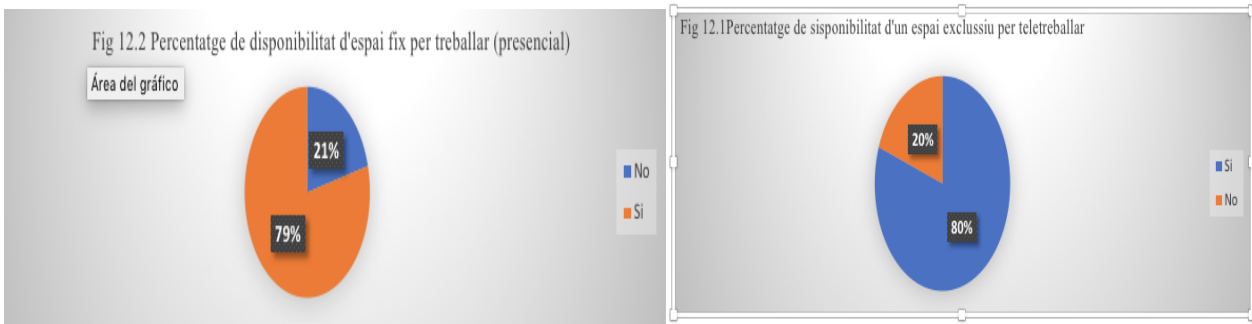 Fig 12.2 Percentatge de disponibilitat d'espai fix per treballar (presencial)
Área del gráfico
21%
79%
No
Si
Fig 12.1Percentatge de sisponibilitat d'un espai exclussiu per teletreballar
20%
80%
Si
No